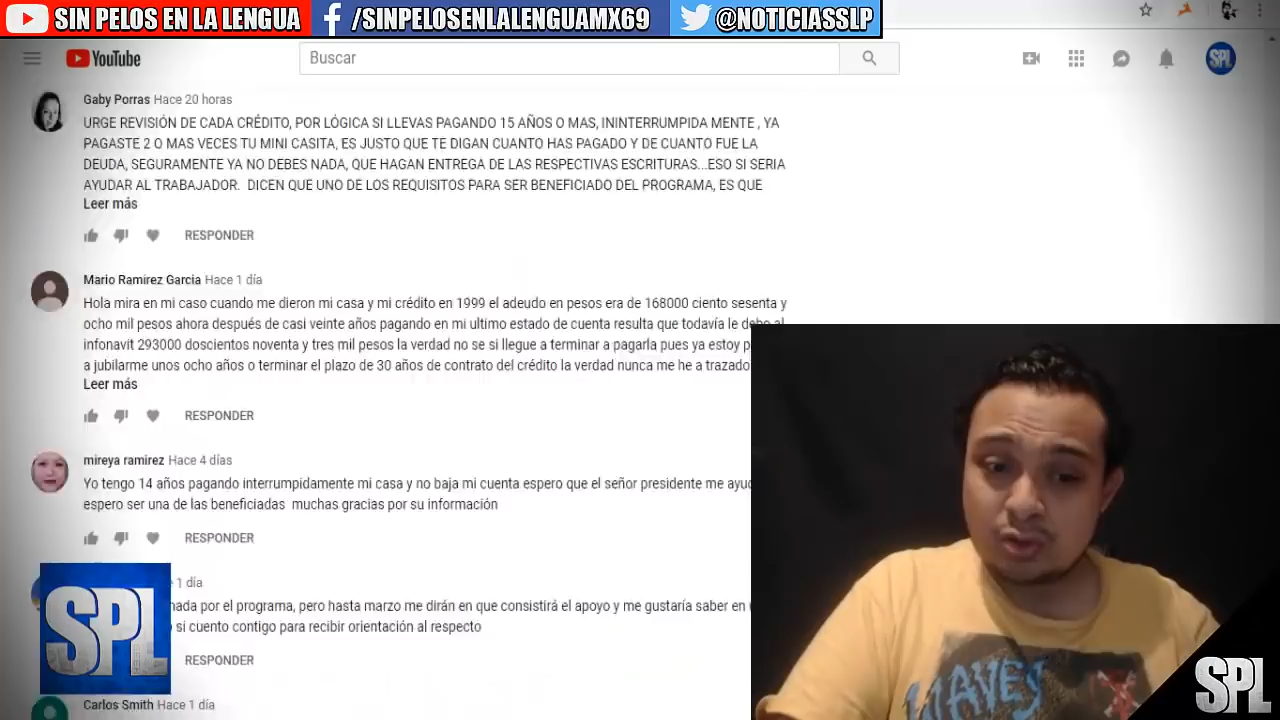 SIN PELOS EN LA LENGUA /SINPELOSENLALENGUAMX69 @NOTICIASSLP
YouTube Buscar SPL
Gaby Porras Hace 20 horas
URGE REVISIÓN DE CADA CRÉDITO, POR LÓGICA SI LLEVAS PAGANDO 15 AÑOS O MAS, ININTERRUMPIDA MENTE , YA
PAGASTE 2 O MAS VECES TU MINI CASITA, ES JUSTO QUE TE DIGAN CUANTO HAS PAGADO Y DE CUANTO FUE LA
DEUDA, SEGURAMENTE YA NO DEBES NADA, QUE HAGAN ENTREGA DE LAS RESPECTIVAS ESCRITURAS...ESO SI SERIA
AYUDAR AL TRABAJADOR. DICEN QUE UNO DE LOS REQUISITOS PARA SER BENEFICIADO DEL PROGRAMA, ES QUE
Leer más
RESPONDER
Mario Ramírez Garcia Hace 1 día
Hola mira en mi caso cuando me dieron mi casa y mi crédito en 1999 el adeudo en pesos era de 168000 ciento sesenta y
ocho mil pesos ahora después de casi veinte años pagando en mi ultimo estado de cuenta resulta que todavía le debo al
infonavit 293000 doscientos noventa y tres mil pesos la verdad no se si llegue a terminar a pagarla pues ya estoy p
a jubilarme unos ocho años o terminar el plazo de 30 años de contrato del crédito la verdad nunca me he a trazado
Leer más
RESPONDER
mireya ramirez Hace 4 días
Yo tengo 14 años pagando interrumpidamente mi casa y no baja mi cuenta espero que el señor presidente me ayu
espero ser una de las beneficiadas muchas gracias por su información
RESPONDER
1 día
nada por el programa, pero hasta marzo me dirán en que consistirá el apoyo y me gustaría saber en
si cuento contigo para recibir orientación al respecto
SPL
RESPONDER
Carlos Smith Hace 1 día
SPL